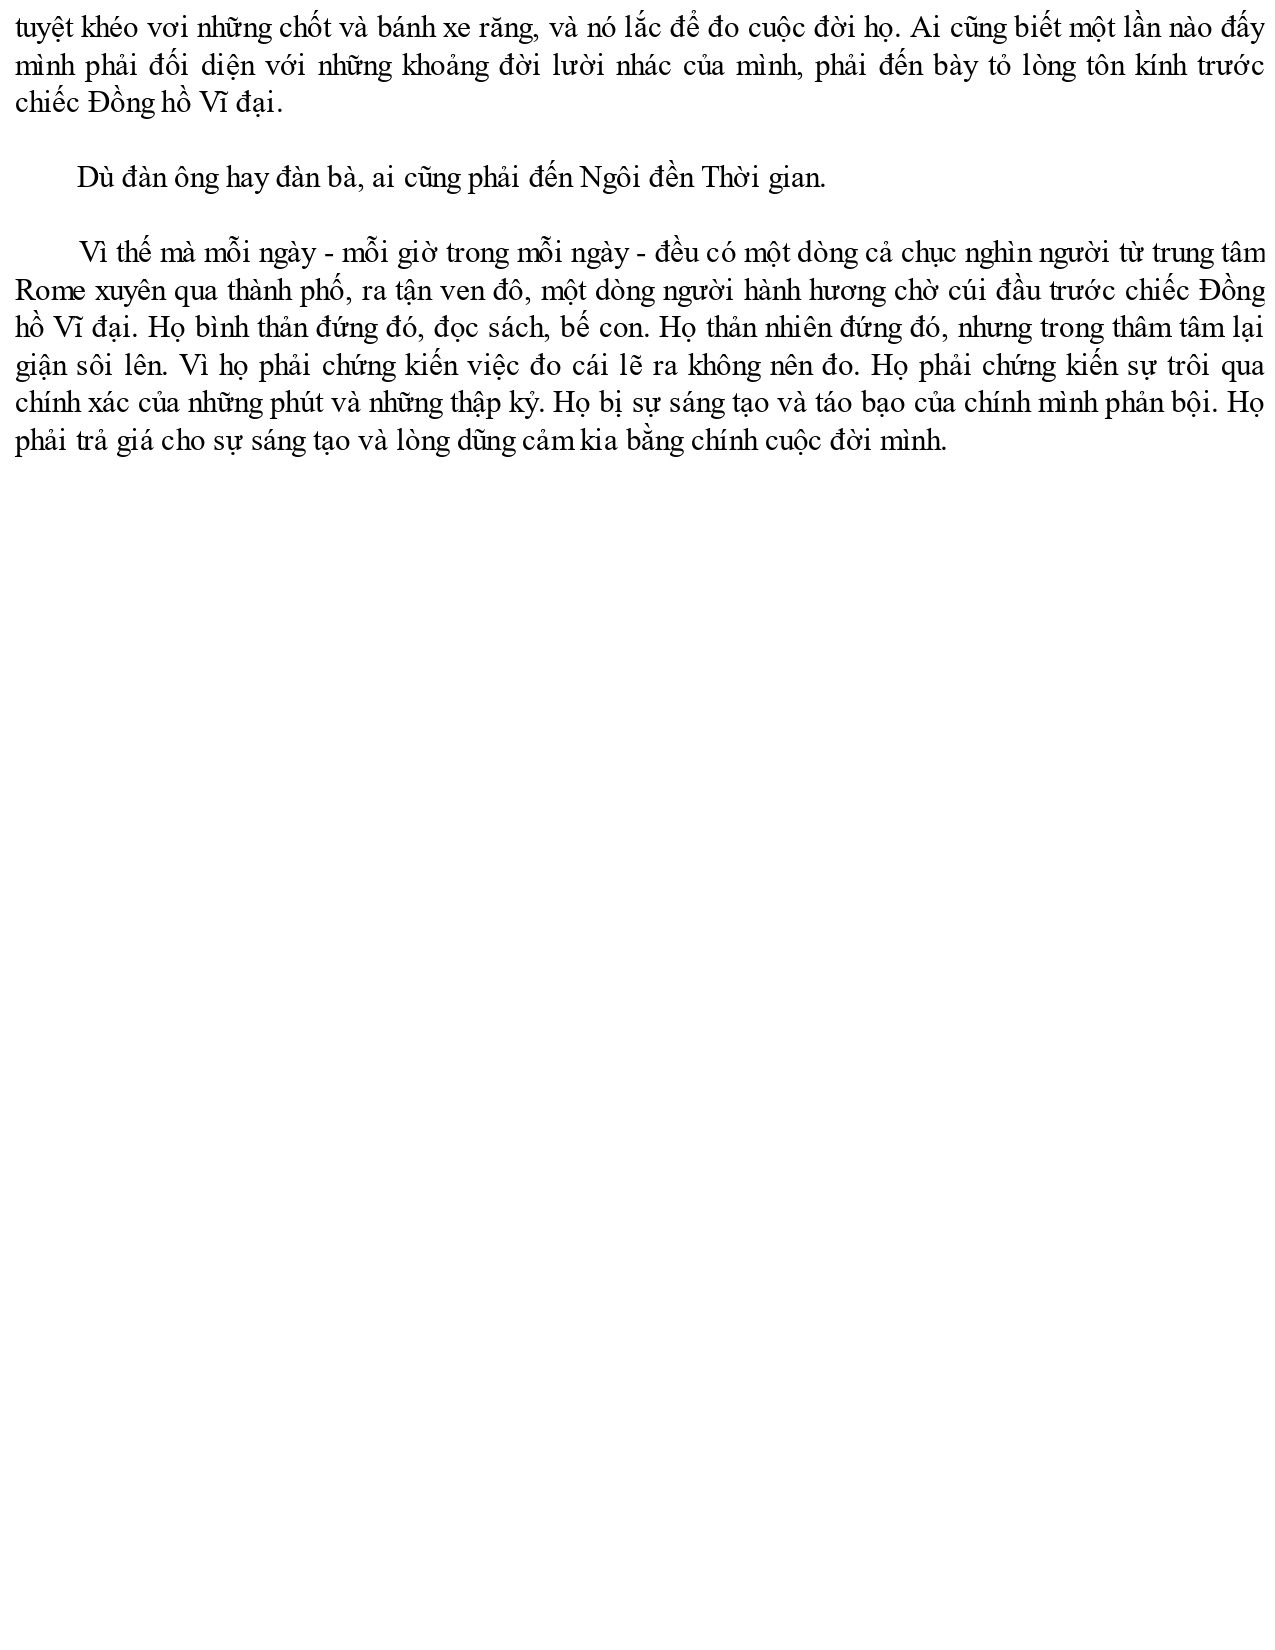 tuyệt khéo vơi những chốt và bánh xe răng, và nó lắc để đo cuộc đời họ. Ai cũng biết một lần nào đấy
mình phải đối diện với những khoảng đời lười nhác của mình, phải đến bày tỏ lòng tôn kính trước
chiếc Đồng hồ Vĩ đại.
Dù đàn ông hay đàn bà, ai cũng phải đến Ngôi đền Thời gian.
Vì thế mà mỗi ngày - mỗi giờ trong mỗi ngày - đều có một dòng cả chục nghìn người từ trung tâm
Rome xuyên qua thành phố, ra tận ven đô, một dòng người hành hương chờ cúi đầu trước chiếc Đồng
hồ Vĩ đại. Họ bình thản đứng đó, đọc sách, bế con. Họ thản nhiên đứng đó, nhưng trong thâm tâm lại
giận sôi lên. Vì họ phải chứng kiến việc đo cái lẽ ra không nên đo. Họ phải chứng kiến sự trôi qua
chính xác của những phút và những thập kỷ. Họ bị sự sáng tạo và táo bạo của chính mình phản bội. Họ
phải trả giá cho sự sáng tạo và lòng dũng cảm kia bằng chính cuộc đời mình.